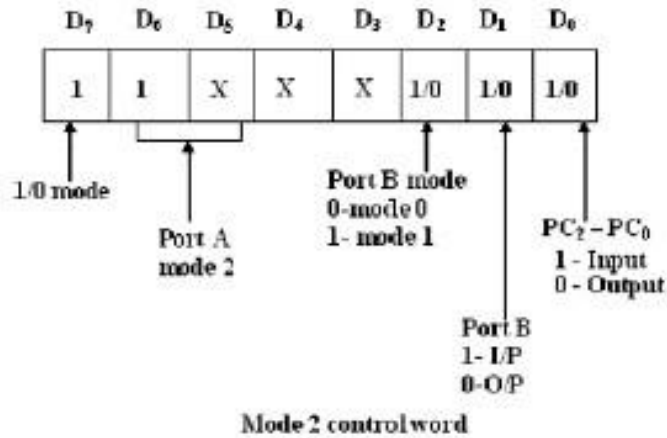 D₇ D₆ D₅ D₄ D₃ D₂ D₁ D₀
1 1 X X X 1/0 1/0 1/0
1/0 mode
Port A
mode 2
Port B mode
0-mode 0
1- mode 1
PC₂ – PC₀
1 - Input
0 - Output
Port B
1- I/P
0-O/P
Mode 2 control word